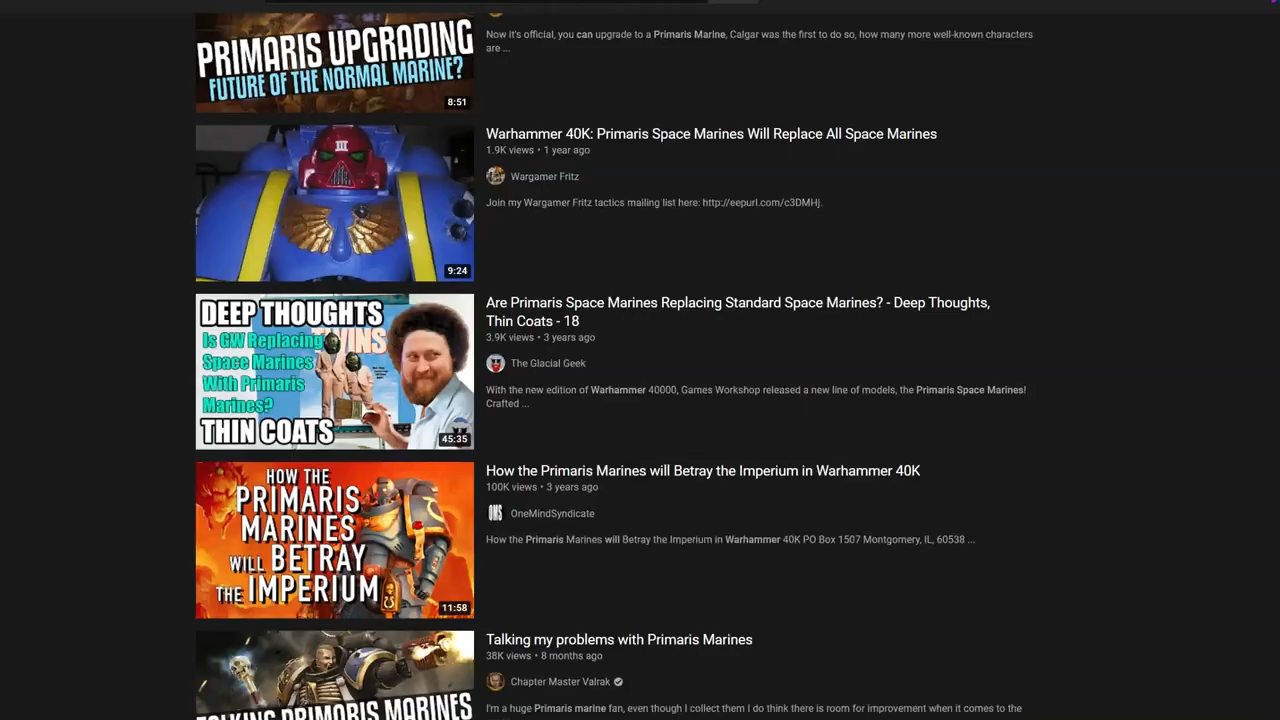 PRIMARIS UPGRADING
FUTURE OF THE NORMAL MARINE?
8:51
Now it's official, you can upgrade to a Primaris Marine, Calgar was the first to do so, how many more well-known characters
are ...
III
9:24
Warhammer 40K: Primaris Space Marines Will Replace All Space Marines
1.9K views • 1 year ago
Wargamer Fritz
Join my Wargamer Fritz tactics mailing list here: http://eepurl.com/c3DMHj.
DEEP THOUGHTS
Is GW Replacing
Space Marines
With Primaris
Marines?
TWINS
THIN COATS
45:35
Are Primaris Space Marines Replacing Standard Space Marines? - Deep Thoughts,
Thin Coats - 18
3.9K views • 3 years ago
The Glacial Geek
With the new edition of Warhammer 40000, Games Workshop released a new line of models, the Primaris Space Marines!
Crafted ...
HOW THE
PRIMARIS
MARINES
WILL BETRAY
THE IMPERIUM
11:58
How the Primaris Marines will Betray the Imperium in Warhammer 40K
100K views • 3 years ago
OMS
OneMindSyndicate
How the Primaris Marines will Betray the Imperium in Warhammer 40K PO Box 1507 Montgomery, IL, 60538 ...
TALKING PRIMARIS MARINES
Talking my problems with Primaris Marines
38K views • 8 months ago
Chapter Master Valrak
I'm a huge Primaris marine fan, even though I collect them I do think there is room for improvement when it comes to the